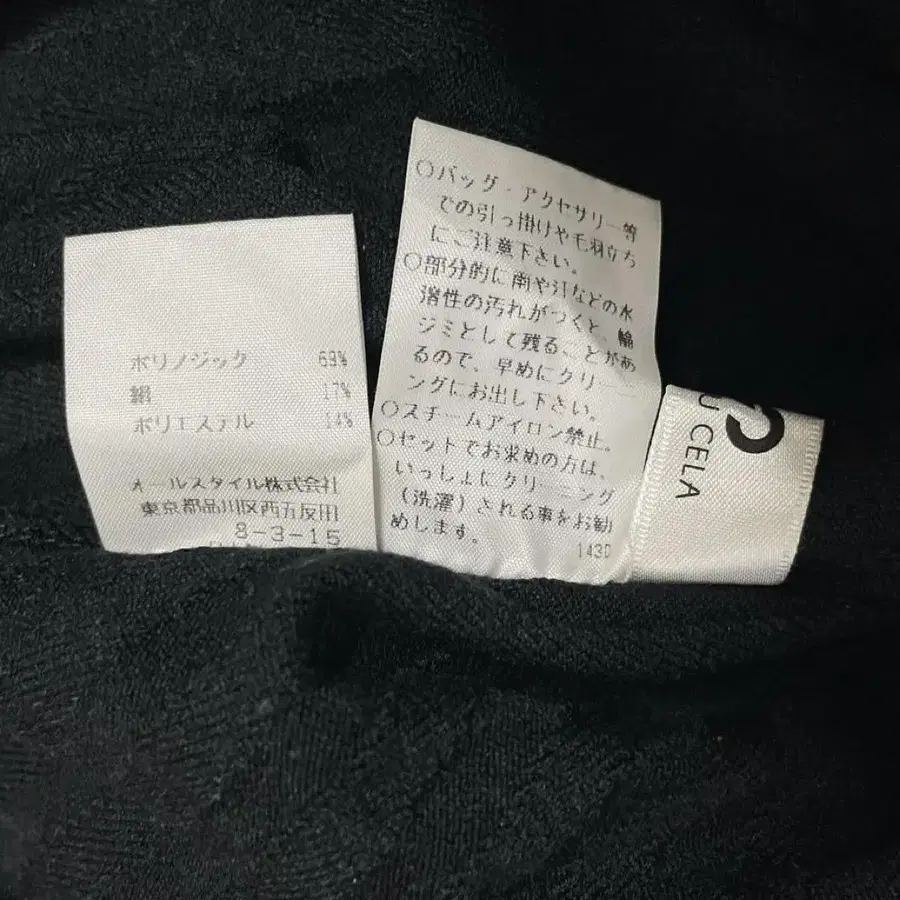 ポリノジック 69%
絹 17%
ポリエステル 14%
オールスタイル株式会社
東京都品川区西五反田
8-3-15
○バッグ・アクセサリー等
での引っ掛けや毛羽立ち
にご注意下さい。
○部分的に雨や汗などの水
溶性の汚れがつくと、輪
ジミとして残ることがあ
るので、早めにクリーニ
ングにお出し下さい。
○スチームアイロン禁止。
○セットでお求めの方は、
いっしょにクリーニング
(洗濯)される事をお勧
めします。 143D
U CELA